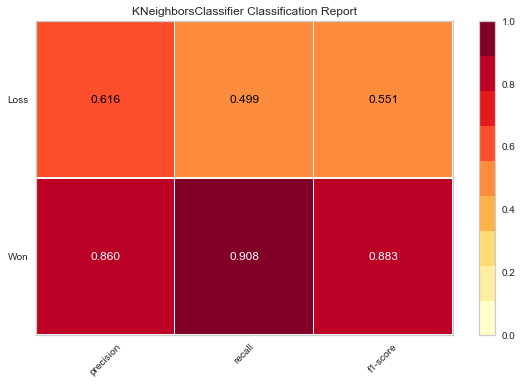 KNeighborsClassifier Classification Report
Loss
0.616
0.499
0.551
Won
0.860
0.908
0.883
precision
recall
f1-score
1.0
0.8
0.6
0.4
0.2
0.0